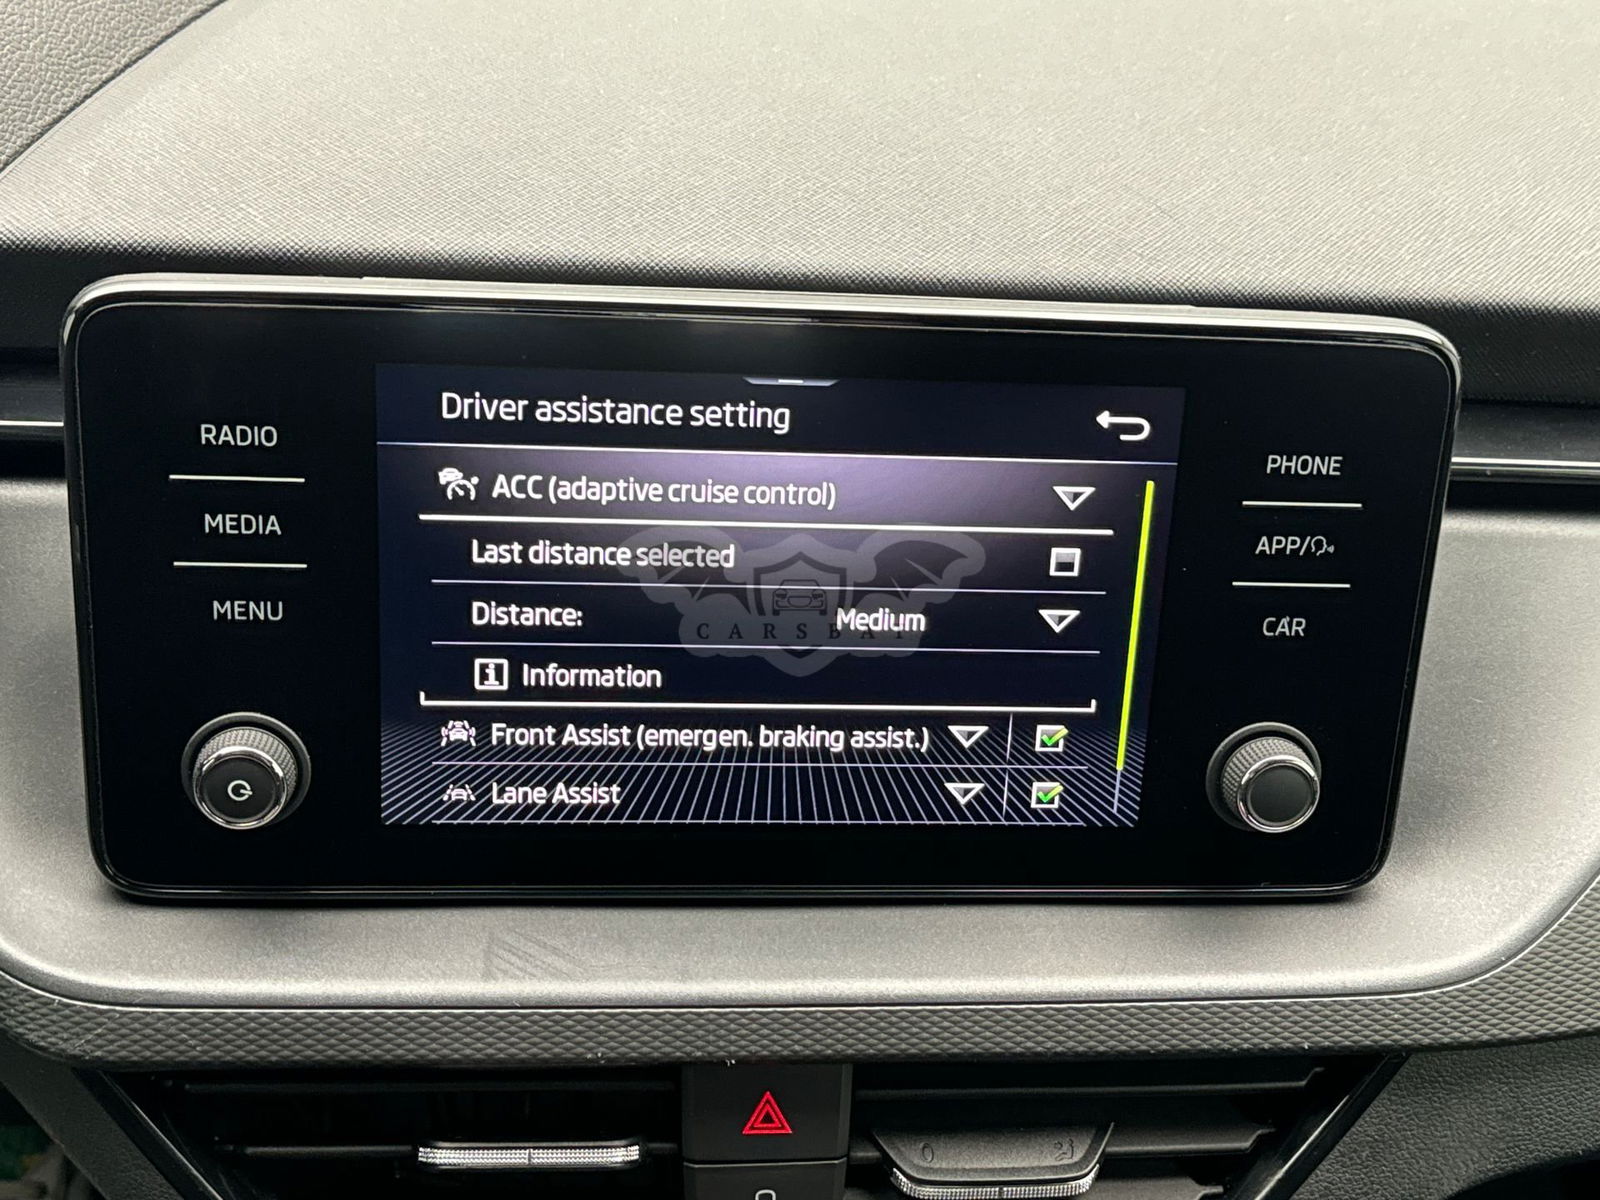 RADIO
MEDIA
MENU
Driver assistance setting
ACC (adaptive cruise control)
Last distance selected
Distance: Medium
Information
Front Assist (emergen. braking assist.)
Lane Assist
CARSBAT
PHONE
APP/
CAR
0